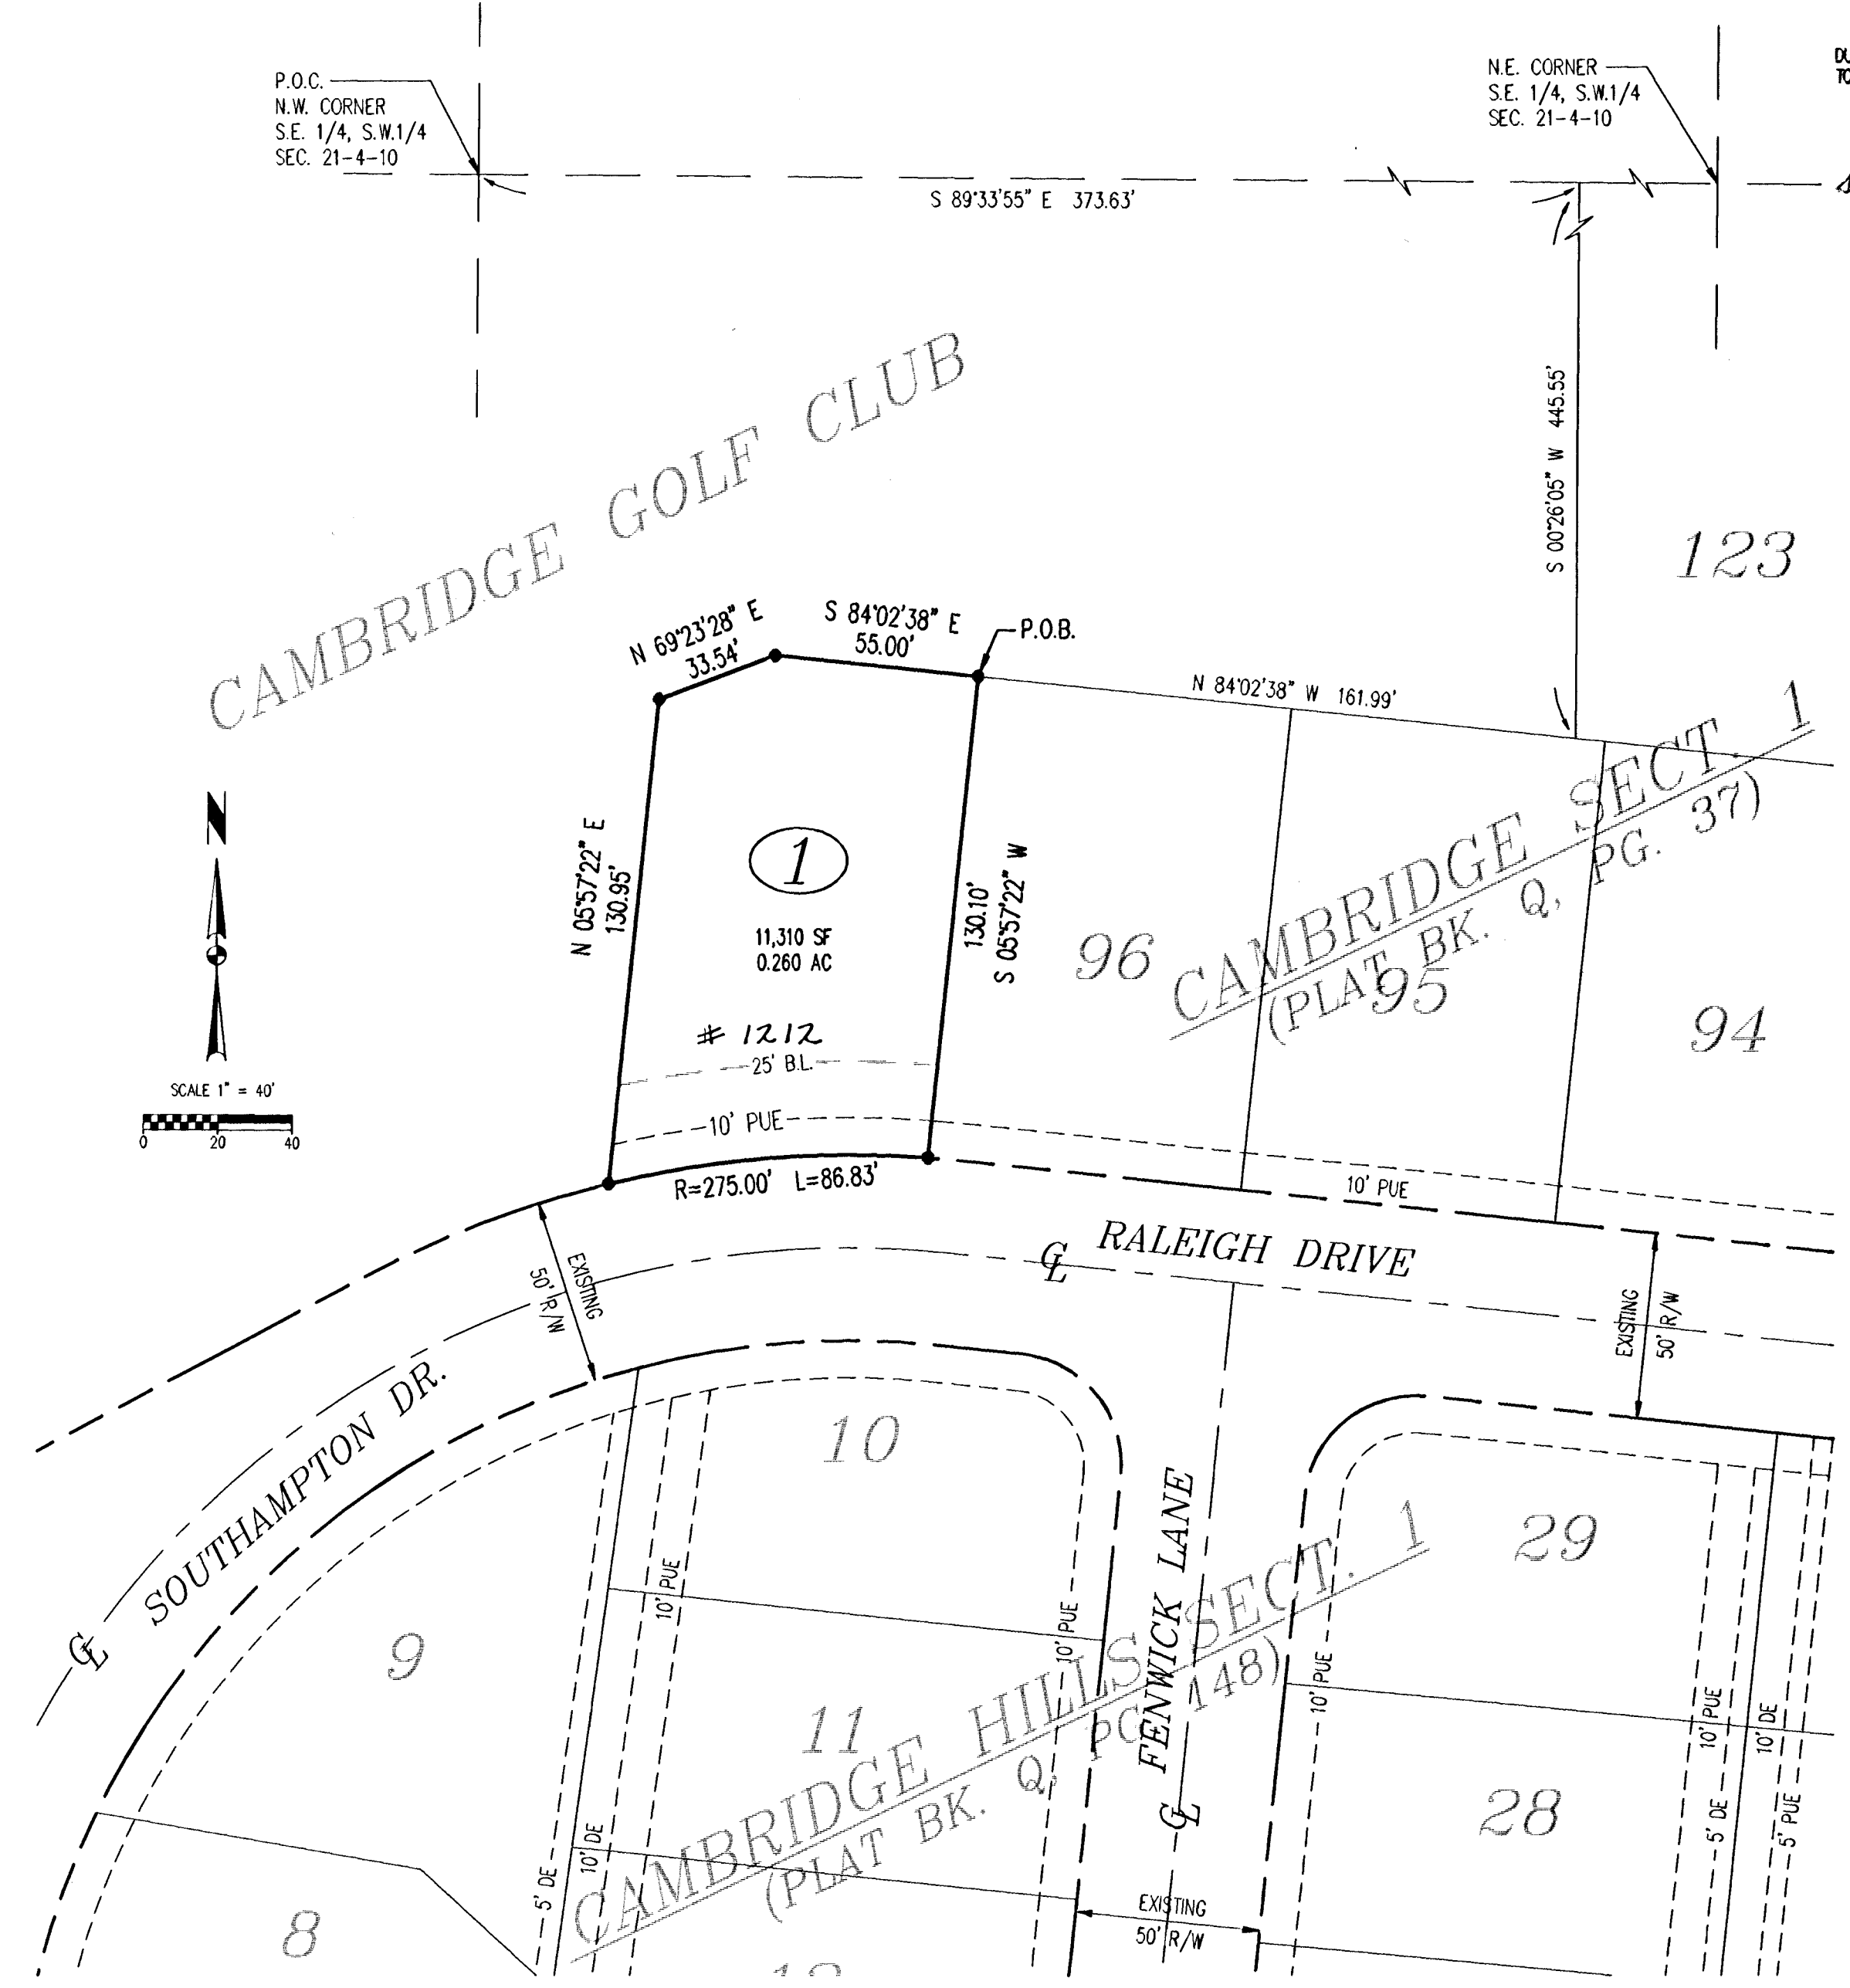 P.O.C.
N.W. CORNER
S.E. 1/4, S.W.1/4
SEC. 21-4-10
N.E. CORNER
S.E. 1/4, S.W.1/4
SEC. 21-4-10
S 89°33'55" E 373.63'
S 00°26'05" W 445.55'
CAMBRIDGE GOLF CLUB
123
N 69°23'28" E
33.54'
S 84°02'38" E
55.00'
P.O.B.
N 84°02'38" W 161.99'
CAMBRIDGE SECT. 1
(PLAT BK. Q, PG. 37)
N
SCALE 1" = 40'
0 20 40
N 05°57'22" E
130.95'
1
11,310 SF
0.260 AC
# 1212
25' B.L.
10' PUE
130.10'
S 05°57'22" W
96
95
94
R=275.00' L=86.83'
10' PUE
RALEIGH DRIVE
CL
EXISTING
50' R/W
EXISTING
50' R/W
SOUTHAMPTON DR.
CL
10
9
10' PUE
10' PUE
FENWICK LANE
CL
29
10' PUE
11
CAMBRIDGE HILLS SECT. 1
(PLAT BK. Q, PG 148)
28
10' PUE
10' DE
5' DE
5' PUE
5' DE
10' DE
8
EXISTING
50' R/W